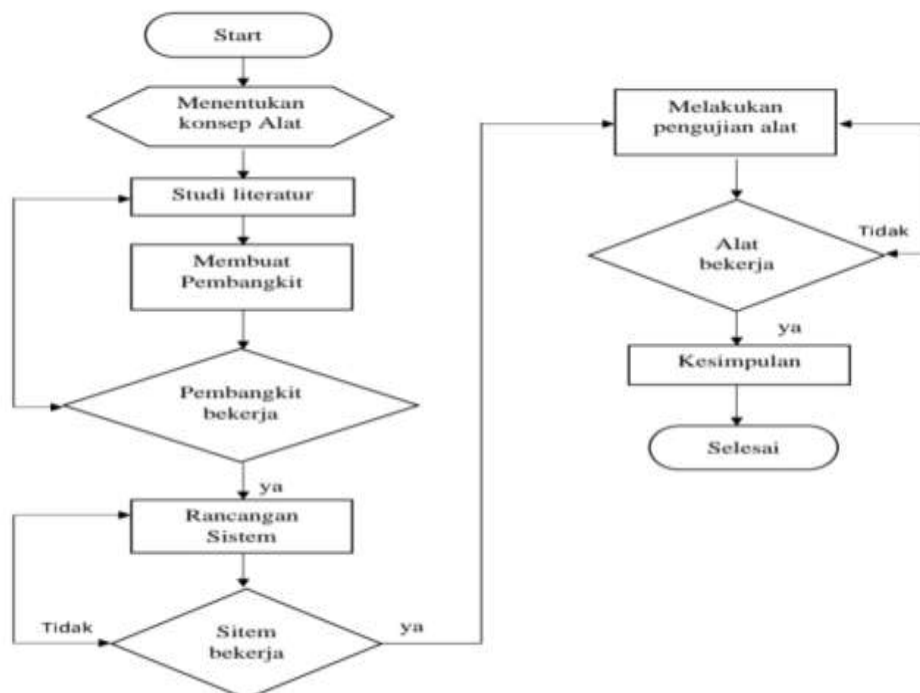 Start
Menentukan
konsep Alat
Studi literatur
Membuat
Pembangkit
Pembangkit
bekerja
ya
Rancangan
Sistem
Tidak
Sitem
bekerja
ya
Melakukan
pengujian alat
Tidak
Alat
bekerja
ya
Kesimpulan
Selesai